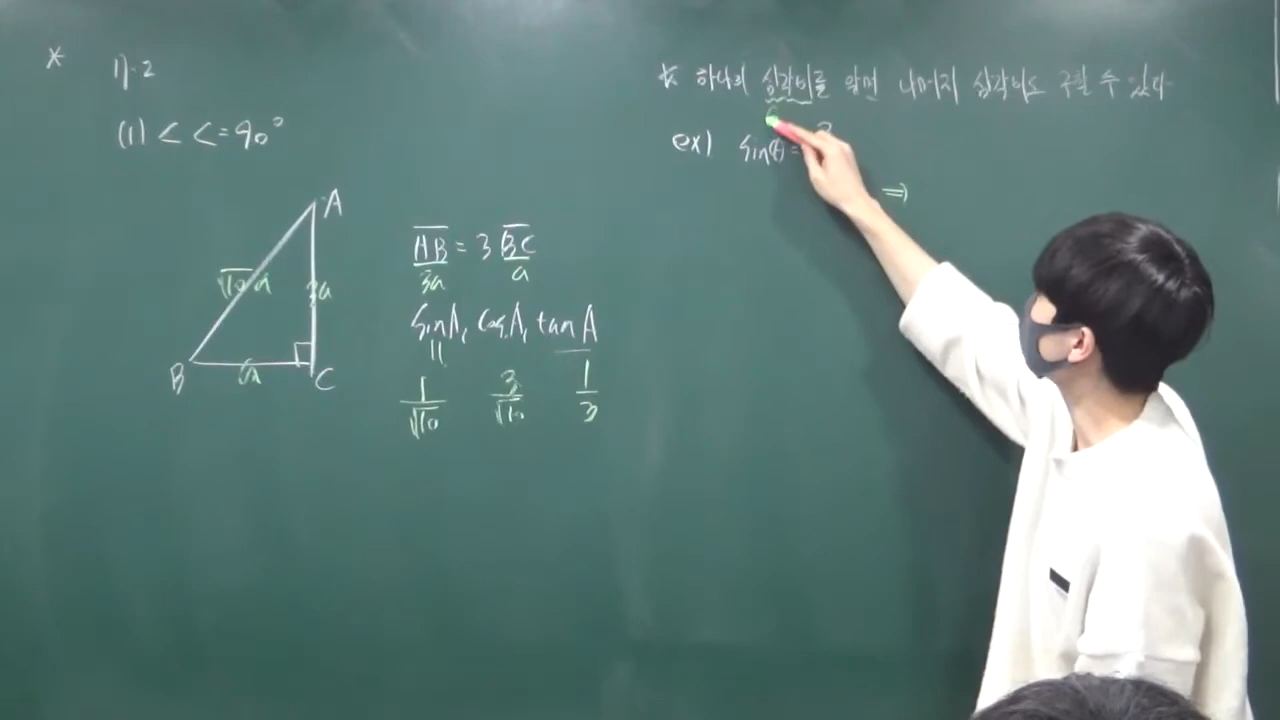 * 1)-2
(1) ∠C=90°
A
√10 a
3a
B
a
C
AB = 3 BC
3a a
sinA, cosA, tanA
||
1/√10 3/√10 1/3
* 하나의 삼각비를 알면 나머지 삼각비도 구할 수 있다
ex) sinθ =
⇒